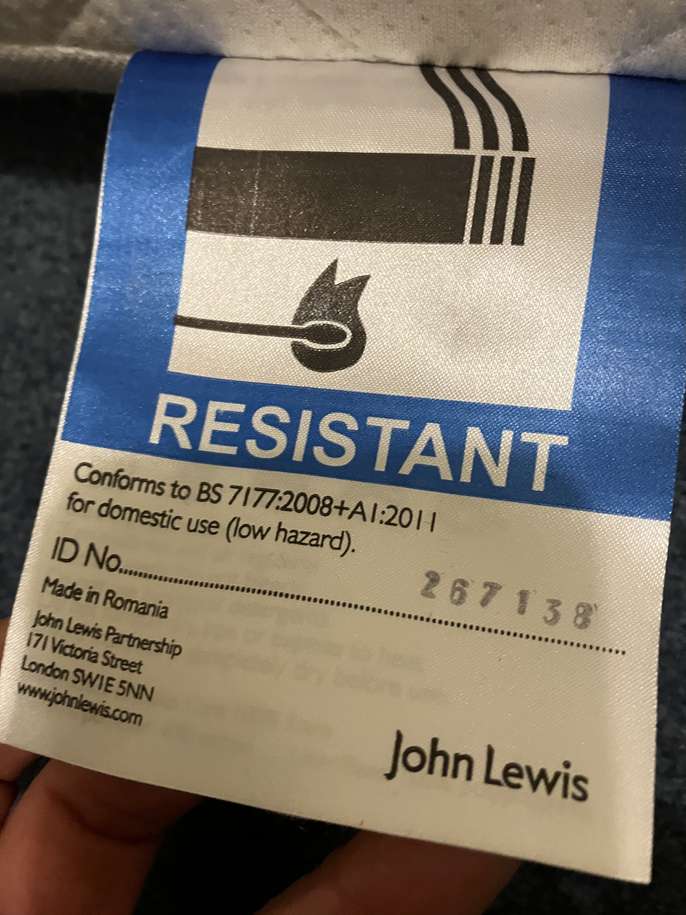 RESISTANT
Conforms to BS 7177:2008+A1:2011
for domestic use (low hazard).
ID No. 267138
Made in Romania
John Lewis Partnership
171 Victoria Street
London SW1E 5NN
www.johnlewis.com
John Lewis